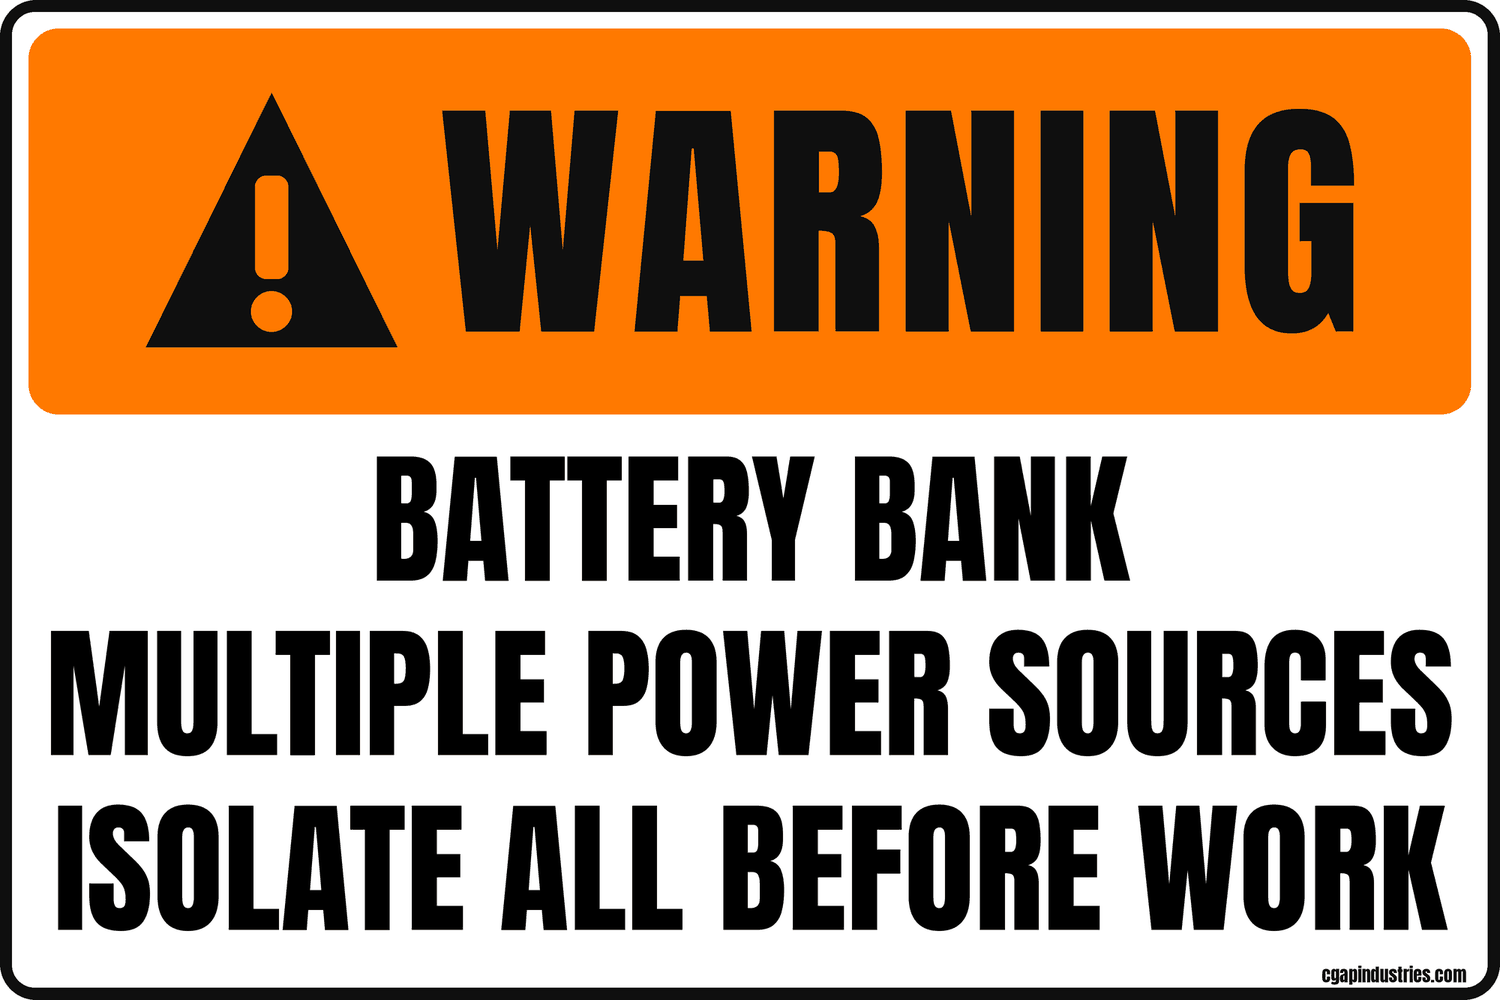 WARNING
BATTERY BANK
MULTIPLE POWER SOURCES
ISOLATE ALL BEFORE WORK
cgapindustries.com